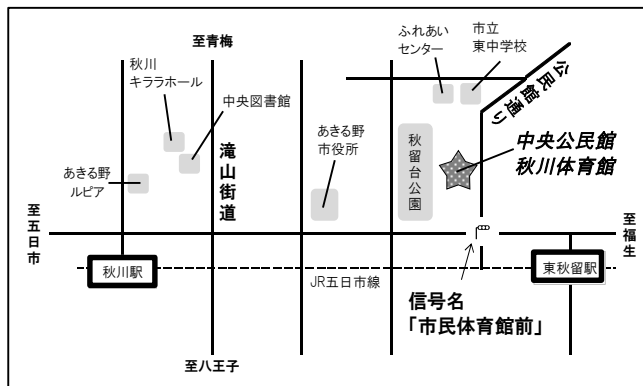 至青梅
ふれあい
センター
市立
東中学校
秋川
キララホール
中央図書館
公民館通り
あきる野
市役所
滝山街道
秋留台公園
中央公民館
秋川体育館
あきる野
ルピア
至五日市
至福生
秋川駅
東秋留駅
JR五日市線
信号名
「市民体育館前」
至八王子